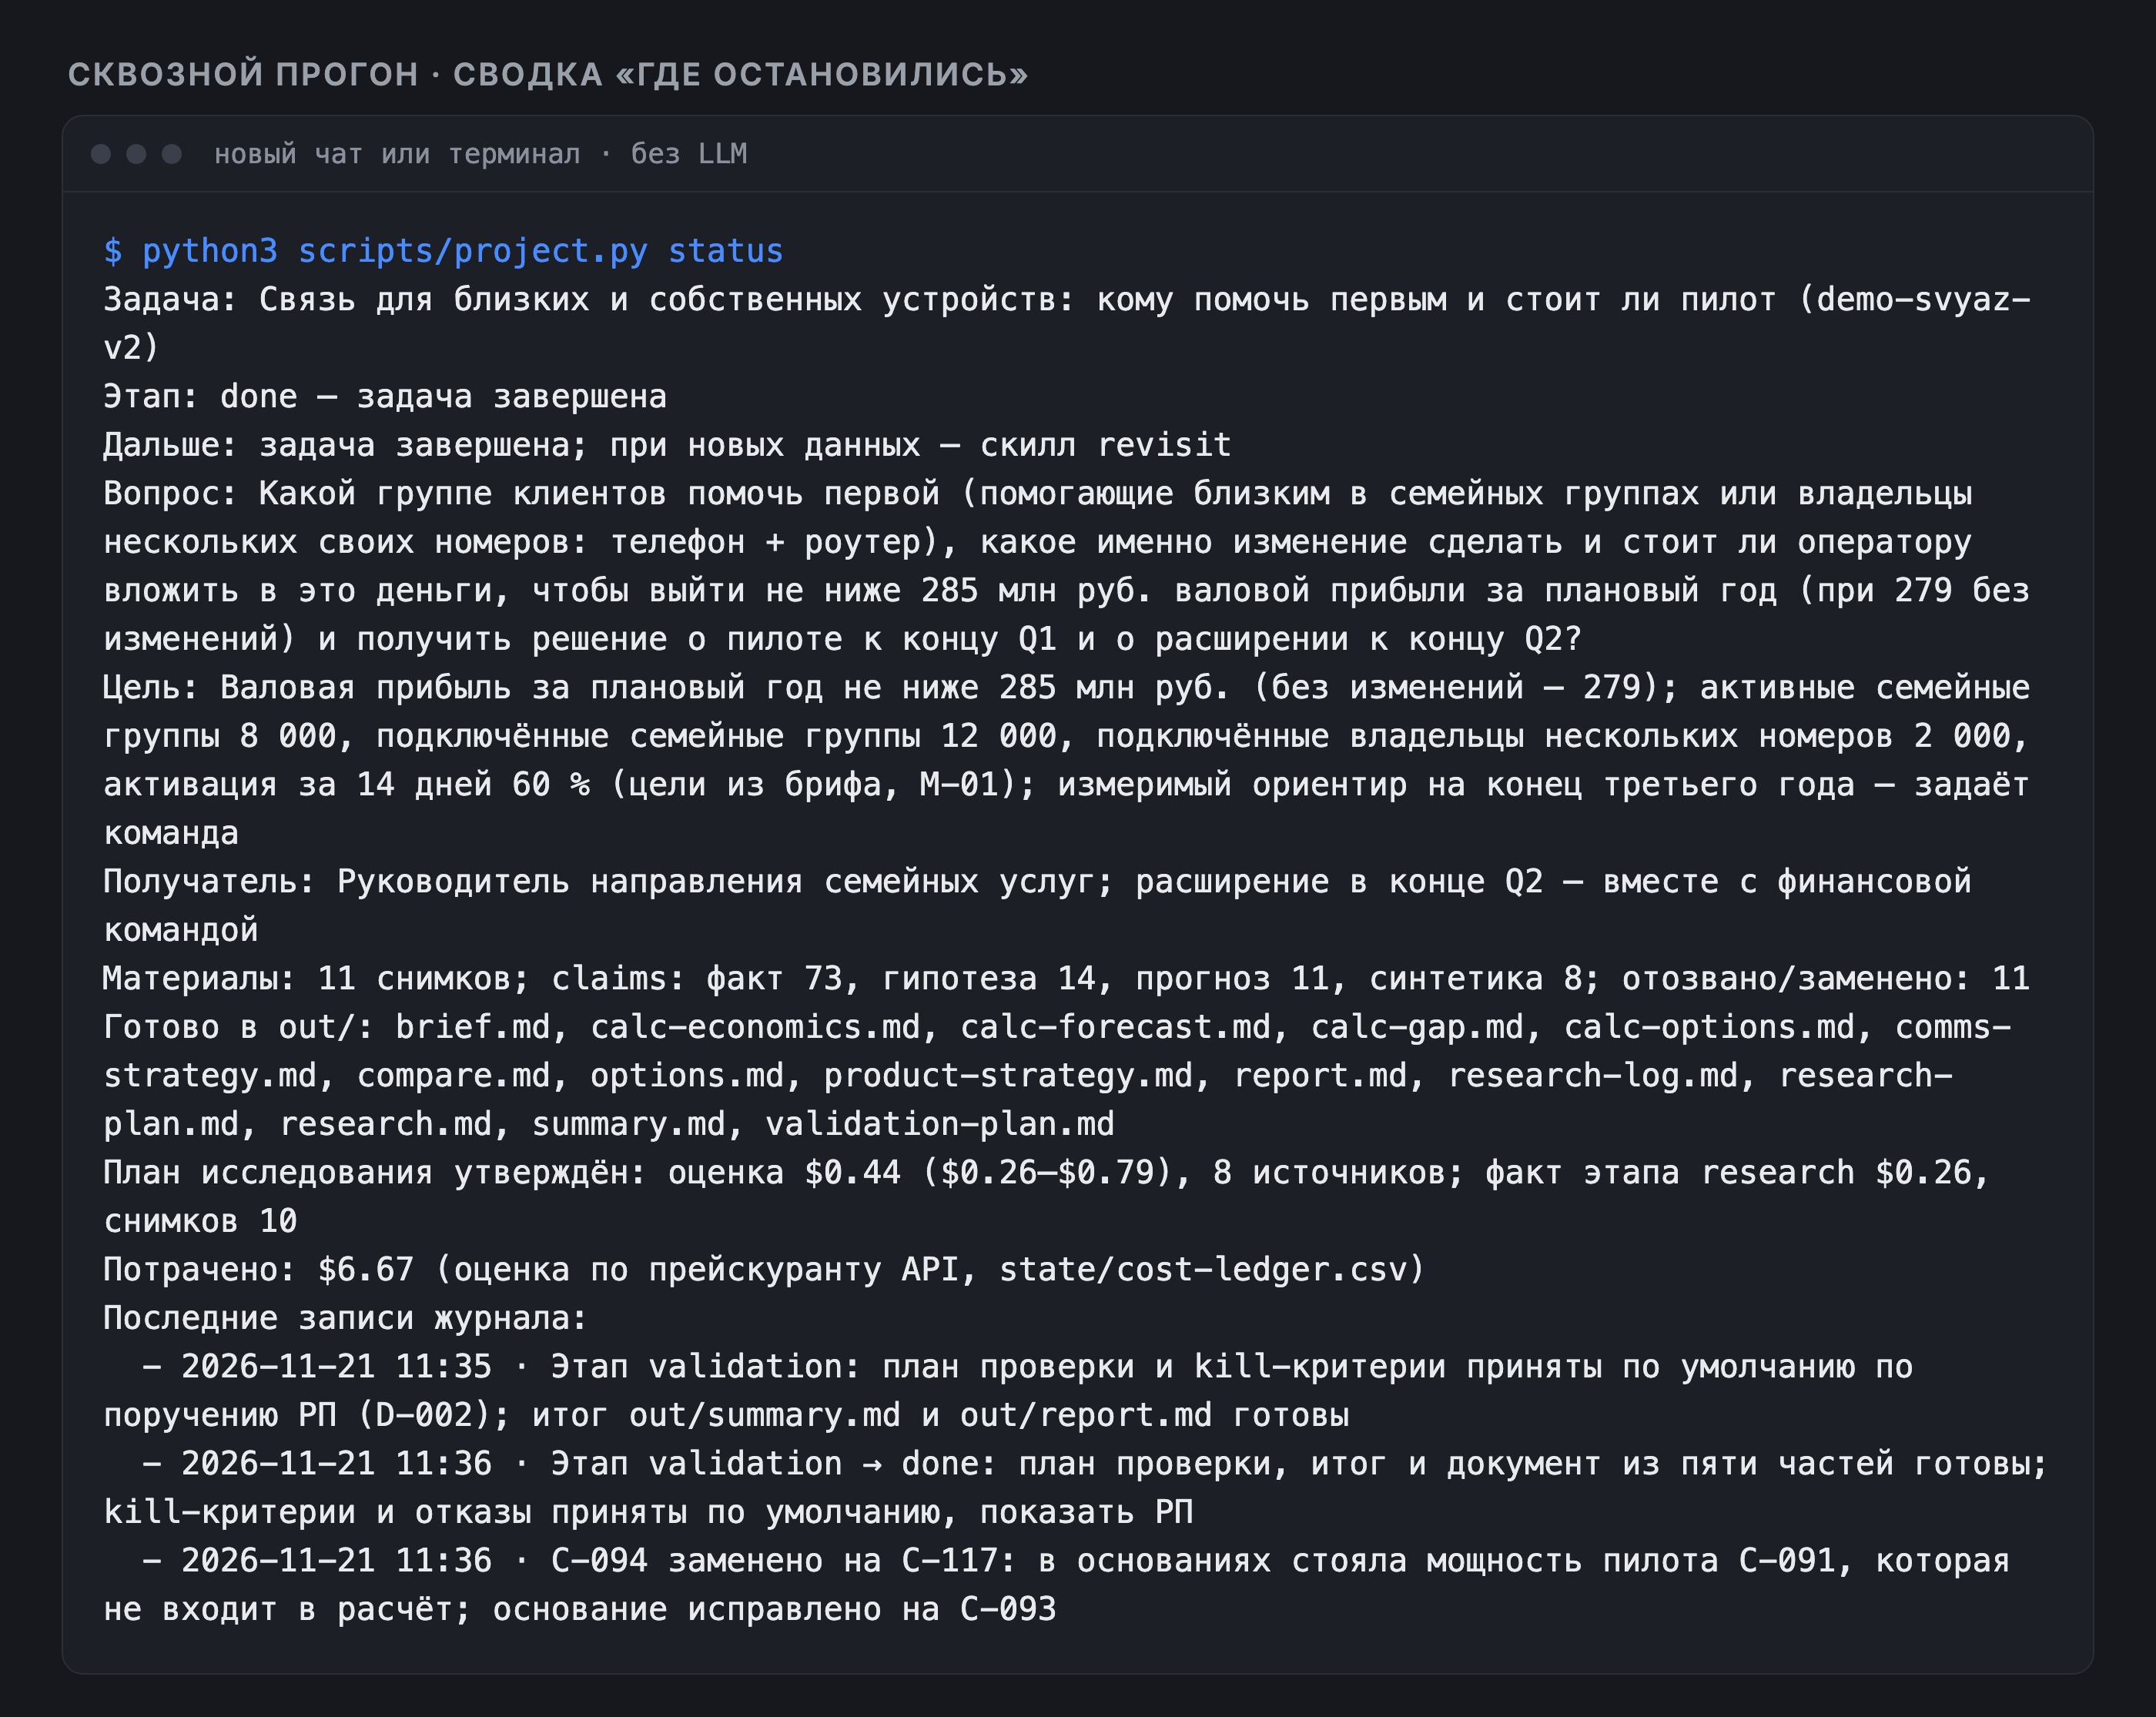 СКВОЗНОЙ ПРОГОН · СВОДКА «ГДЕ ОСТАНОВИЛИСЬ»
новый чат или терминал · без LLM
$ python3 scripts/project.py status
Задача: Связь для близких и собственных устройств: кому помочь первым и стоит ли пилот (demo-svyaz-
v2)
Этап: done — задача завершена
Дальше: задача завершена; при новых данных — скилл revisit
Вопрос: Какой группе клиентов помочь первой (помогающие близким в семейных группах или владельцы
нескольких своих номеров: телефон + роутер), какое именно изменение сделать и стоит ли оператору
вложить в это деньги, чтобы выйти не ниже 285 млн руб. валовой прибыли за плановый год (при 279 без
изменений) и получить решение о пилоте к концу Q1 и о расширении к концу Q2?
Цель: Валовая прибыль за плановый год не ниже 285 млн руб. (без изменений — 279); активные семейные
группы 8 000, подключённые семейные группы 12 000, подключённые владельцы нескольких номеров 2 000,
активация за 14 дней 60 % (цели из брифа, M-01); измеримый ориентир на конец третьего года — задаёт
команда
Получатель: Руководитель направления семейных услуг; расширение в конце Q2 — вместе с финансовой
командой
Материалы: 11 снимков; claims: факт 73, гипотеза 14, прогноз 11, синтетика 8; отозвано/заменено: 11
Готово в out/: brief.md, calc-economics.md, calc-forecast.md, calc-gap.md, calc-options.md, comms-
strategy.md, compare.md, options.md, product-strategy.md, report.md, research-log.md, research-
plan.md, research.md, summary.md, validation-plan.md
План исследования утверждён: оценка $0.44 ($0.26–$0.79), 8 источников; факт этапа research $0.26,
снимков 10
Потрачено: $6.67 (оценка по прейскуранту API, state/cost-ledger.csv)
Последние записи журнала:
- 2026-11-21 11:35 · Этап validation: план проверки и kill-критерии приняты по умолчанию по
поручению РП (D-002); итог out/summary.md и out/report.md готовы
- 2026-11-21 11:36 · Этап validation → done: план проверки, итог и документ из пяти частей готовы;
kill-критерии и отказы приняты по умолчанию, показать РП
- 2026-11-21 11:36 · C-094 заменено на C-117: в основаниях стояла мощность пилота C-091, которая
не входит в расчёт; основание исправлено на C-093